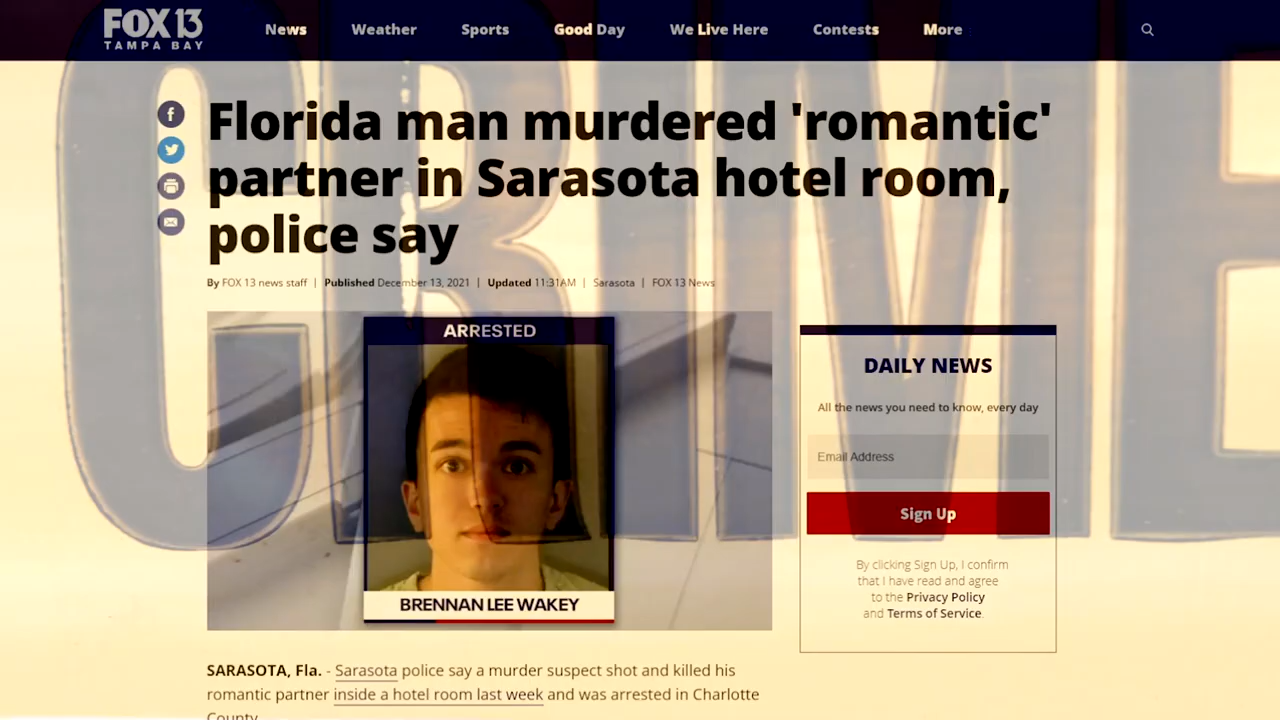 CRIME
FOX 13
TAMPA BAY
News Weather Sports Good Day We Live Here Contests More
Florida man murdered 'romantic'
partner in Sarasota hotel room,
police say
By FOX 13 news staff | Published December 13, 2021 | Updated 11:31AM | Sarasota | FOX 13 News
ARRESTED
BRENNAN LEE WAKEY
DAILY NEWS
All the news you need to know, every day
Email Address
Sign Up
By clicking Sign Up, I confirm
that I have read and agree
to the Privacy Policy
and Terms of Service.
SARASOTA, Fla. - Sarasota police say a murder suspect shot and killed his
romantic partner inside a hotel room last week and was arrested in Charlotte
County.